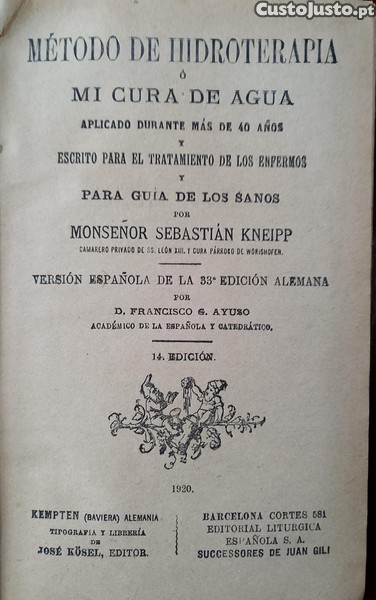 CustoJusto.pt
MÉTODO DE HIDROTERAPIA
Ó
MI CURA DE AGUA
APLICADO DURANTE MÁS DE 40 AÑOS
Y
ESCRITO PARA EL TRATAMIENTO DE LOS ENFERMOS
Y
PARA GUÍA DE LOS SANOS
POR
MONSEÑOR SEBASTIÁN KNEIPP
CAMARERO PRIVADO DE SS. LEÓN XIII. Y CURA PÁRROCO DE WÖRISHOFEN.
VERSIÓN ESPAÑOLA DE LA 33ª EDICIÓN ALEMANA
POR
D. FRANCISCO G. AYUSO
ACADÉMICO DE LA ESPAÑOLA Y CATEDRÁTICO.
14. EDICIÓN.
1920.
KEMPTEN (BAVIERA) ALEMANIA
TIPOGRAFIA Y LIBRERÍA
DE
JOSÉ KÖSEL, EDITOR.
BARCELONA CORTES 581
EDITORIAL LITURGICA
ESPAÑOLA S. A.
SUCCESSORES DE JUAN GILI
CustoJusto.pt